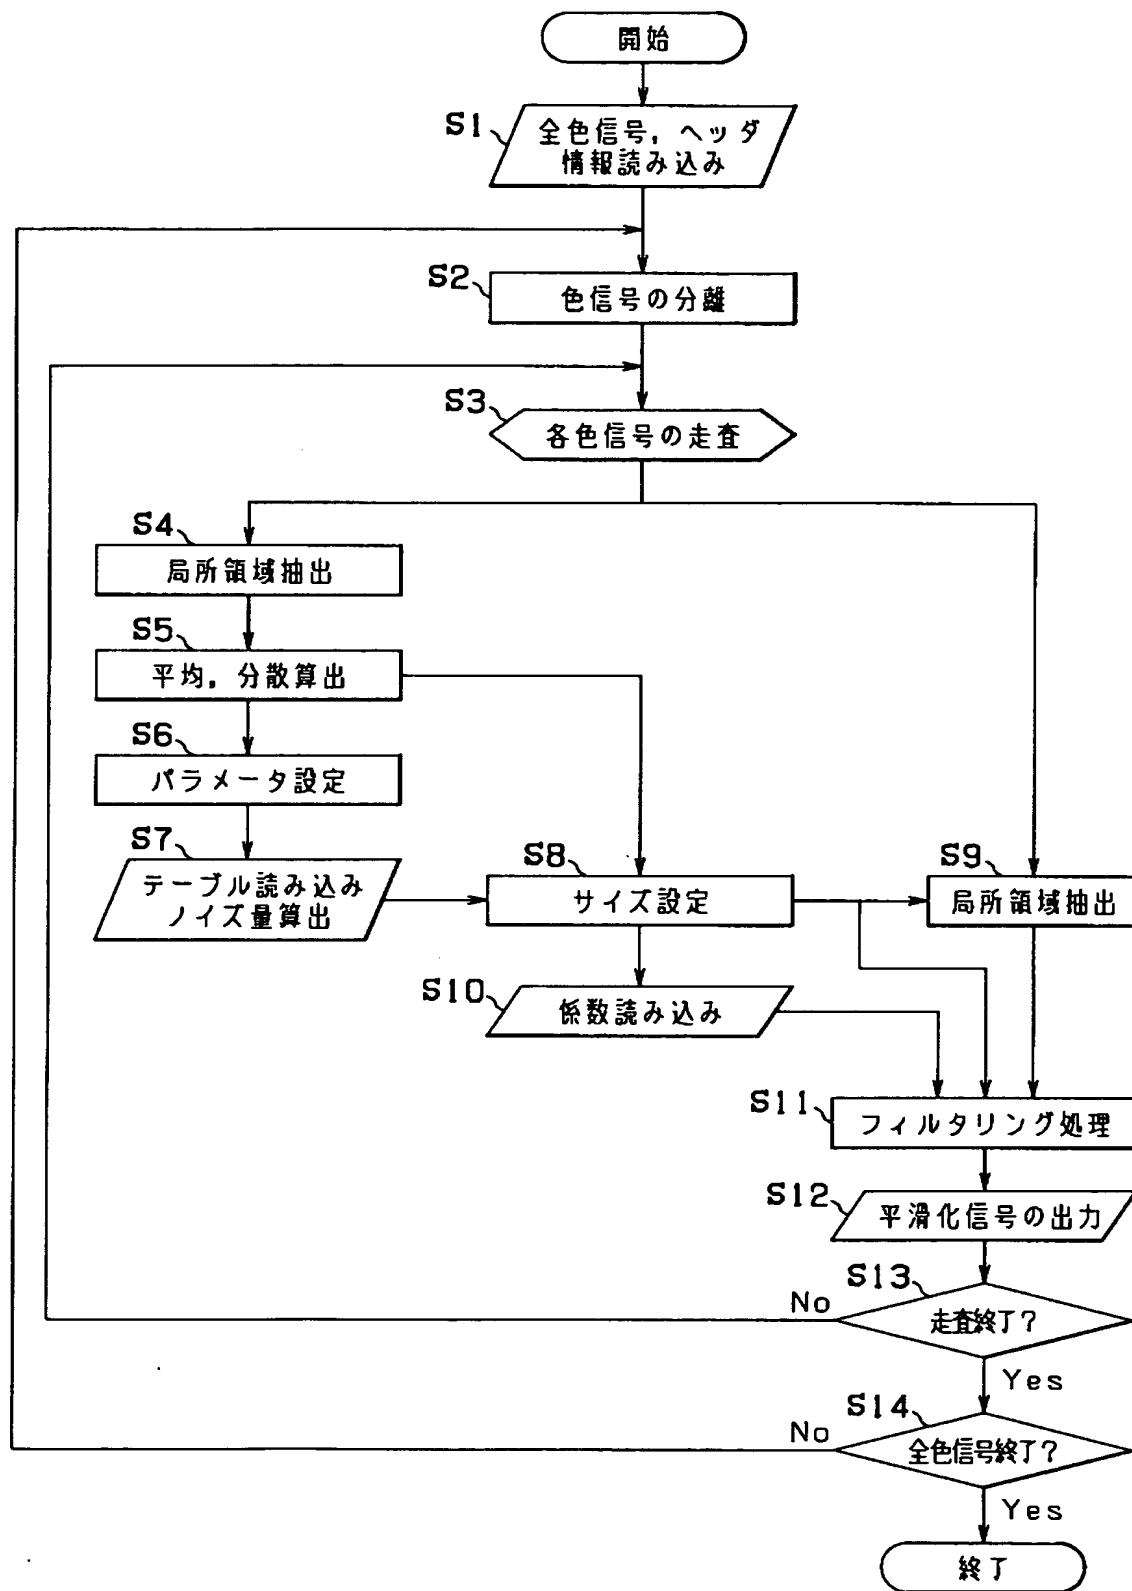 開始
S1
全色信号，ヘッダ
情報読み込み
S2
色信号の分離
S3
各色信号の走査
S4
局所領域抽出
S5
平均，分散算出
S6
パラメータ設定
S7
テーブル読み込み
ノイズ量算出
S8
サイズ設定
S9
局所領域抽出
S10
係数読み込み
S11
フィルタリング処理
S12
平滑化信号の出力
S13
走査終了？
No
Yes
S14
全色信号終了？
No
Yes
終了